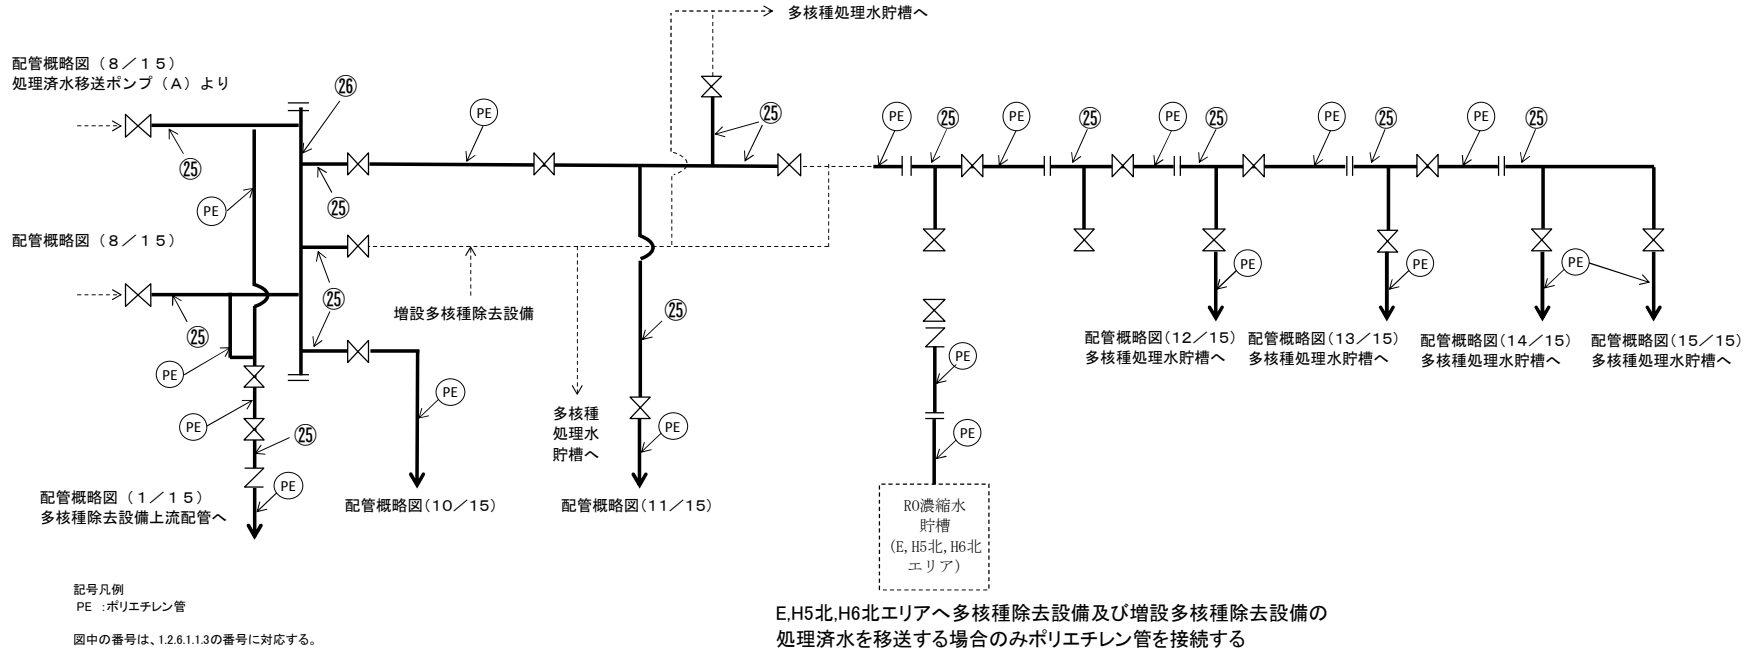 多核種処理水貯槽へ
配管概略図（８／１５）
処理済水移送ポンプ（Ａ）より
㉖
PE
㉕
㉕
PE
㉕
PE
㉕
PE
㉕
PE
㉕
PE
㉕
㉕
㉕
PE
配管概略図（８／１５）
㉕
㉕
増設多核種除去設備
㉕
PE
PE
㉕
PE
PE
多核種
処理水
貯槽へ
PE
PE
PE
PE
PE
配管概略図(１２／１５)
多核種処理水貯槽へ
配管概略図(１３／１５)
多核種処理水貯槽へ
配管概略図(１４／１５)
多核種処理水貯槽へ
配管概略図(１５／１５)
多核種処理水貯槽へ
PE
PE
配管概略図（１／１５）
多核種除去設備上流配管へ
配管概略図(１０／１５)
配管概略図(１１／１５)
RO濃縮水
貯槽
(E, H5北, H6北
エリア)
記号凡例
PE ：ポリエチレン管
図中の番号は、1.2.6.1.1.3の番号に対応する。
E,H5北,H6北エリアへ多核種除去設備及び増設多核種除去設備の
処理済水を移送する場合のみポリエチレン管を接続する